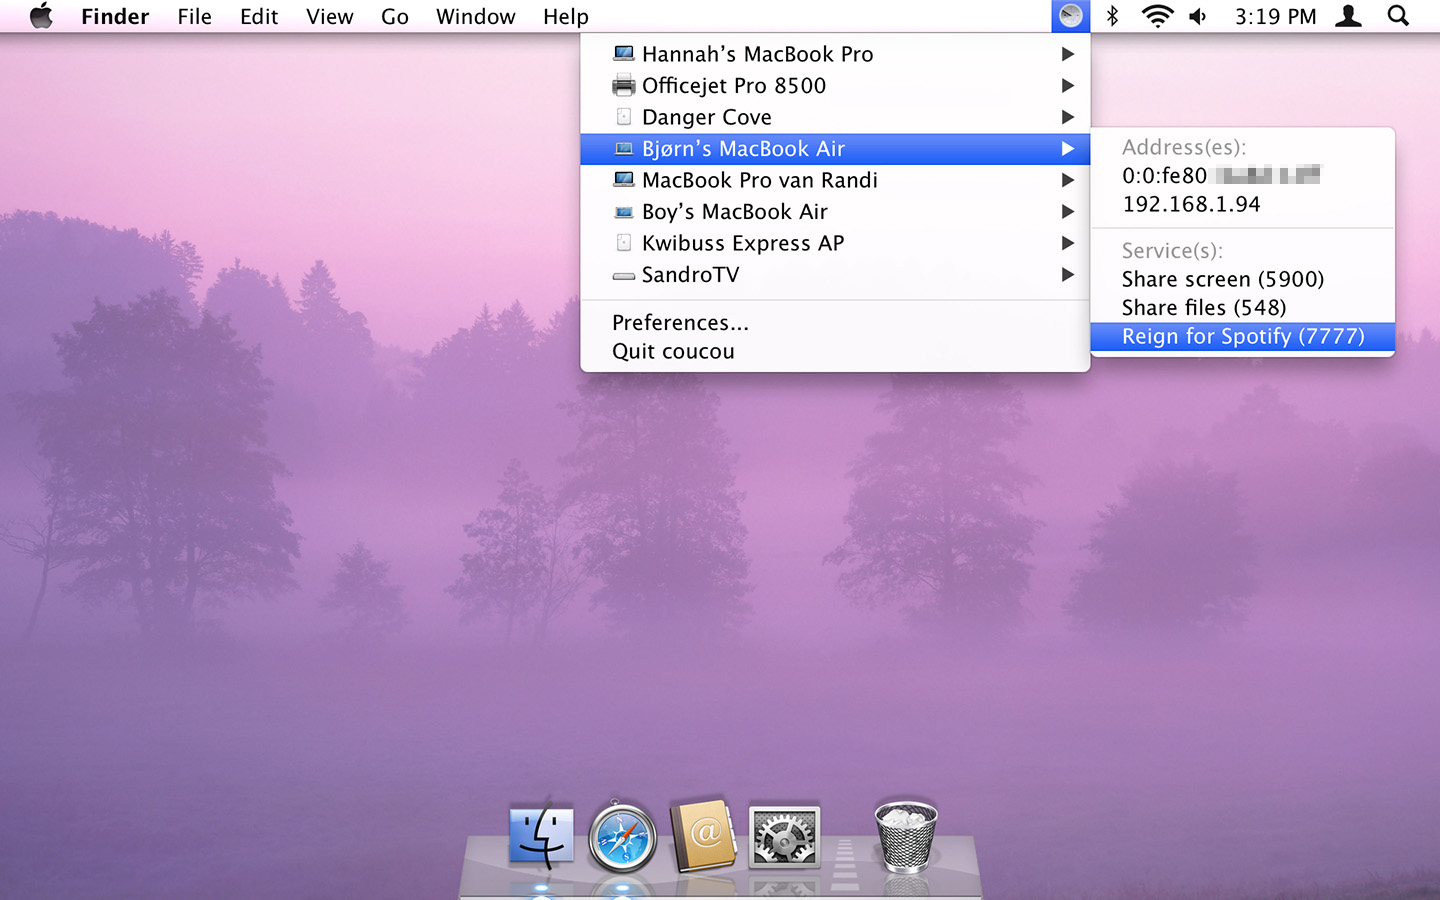 Finder File Edit View Go Window Help 3:19 PM
Hannah’s MacBook Pro
Officejet Pro 8500
Danger Cove
Bjørn’s MacBook Air
MacBook Pro van Randi
Boy’s MacBook Air
Kwibuss Express AP
SandroTV
Preferences...
Quit coucou
Address(es):
0:0:fe80
192.168.1.94
Service(s):
Share screen (5900)
Share files (548)
Reign for Spotify (7777)
@